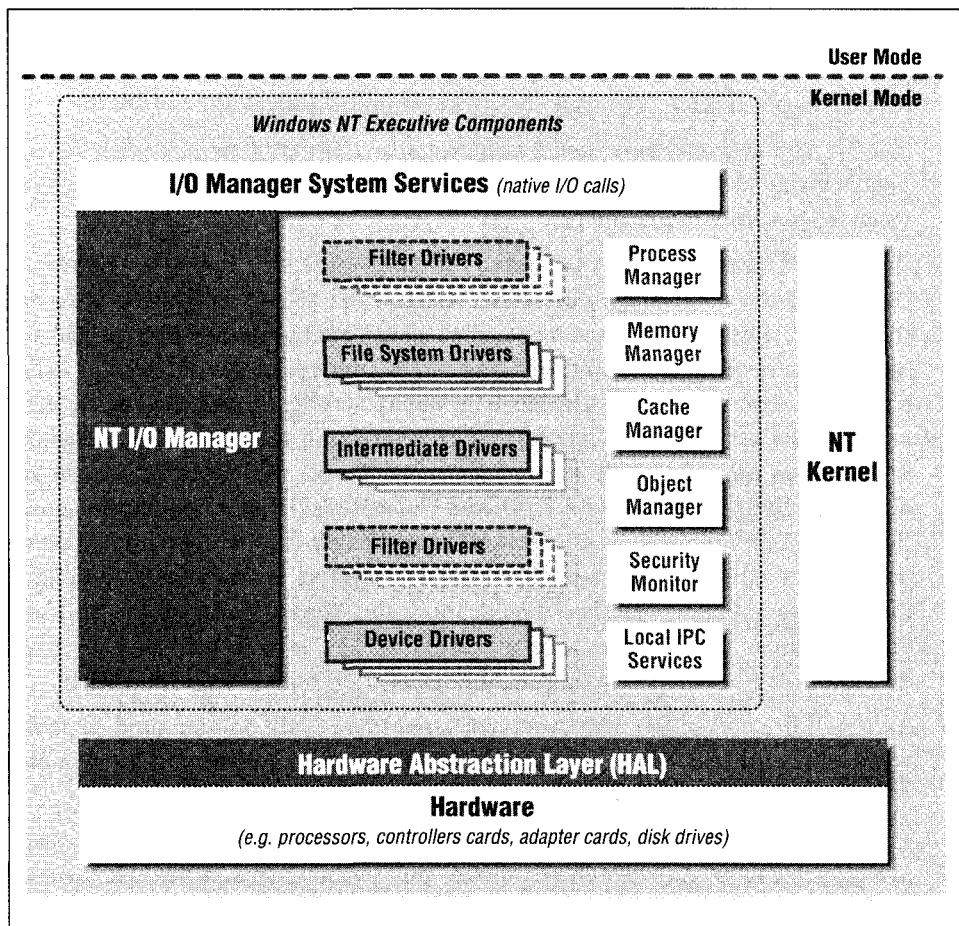 User Mode
Kernel Mode
Windows NT Executive Components
I/O Manager System Services (native I/O calls)
NT I/O Manager
Filter Drivers
File System Drivers
Intermediate Drivers
Filter Drivers
Device Drivers
Process
Manager
Memory
Manager
Cache
Manager
Object
Manager
Security
Monitor
Local IPC
Services
NT
Kernel
Hardware Abstraction Layer (HAL)
Hardware
(e.g. processors, controllers cards, adapter cards, disk drives)